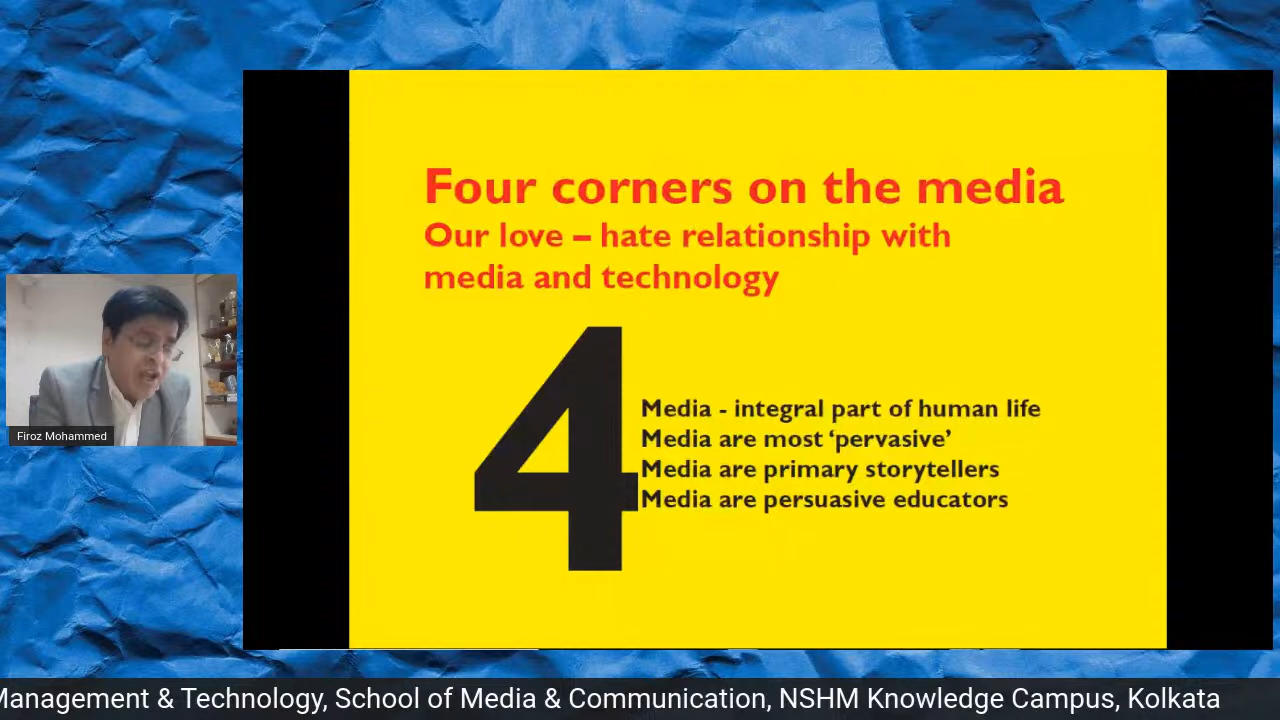 Four corners on the media
Our love – hate relationship with
media and technology
4
Media - integral part of human life
Media are most ‘pervasive’
Media are primary storytellers
Media are persuasive educators
Firoz Mohammed
Management & Technology, School of Media & Communication, NSHM Knowledge Campus, Kolkata